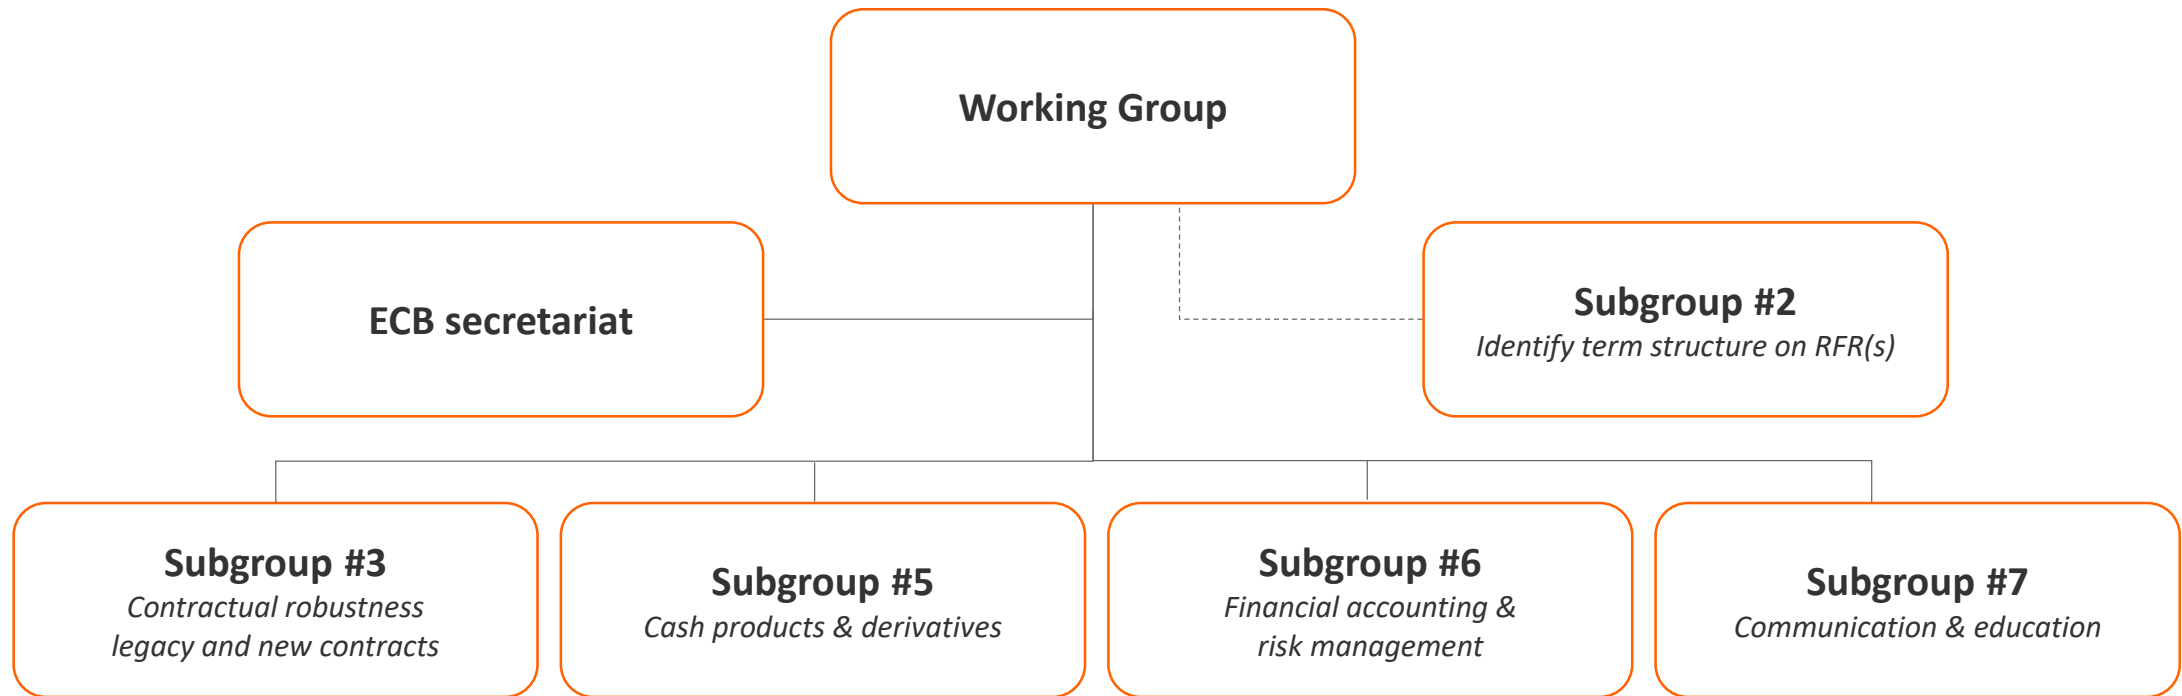 Working Group
ECB secretariat
Subgroup #2
Identify term structure on RFR(s)
Subgroup #3
Contractual robustness
legacy and new contracts
Subgroup #5
Cash products & derivatives
Subgroup #6
Financial accounting &
risk management
Subgroup #7
Communication & education